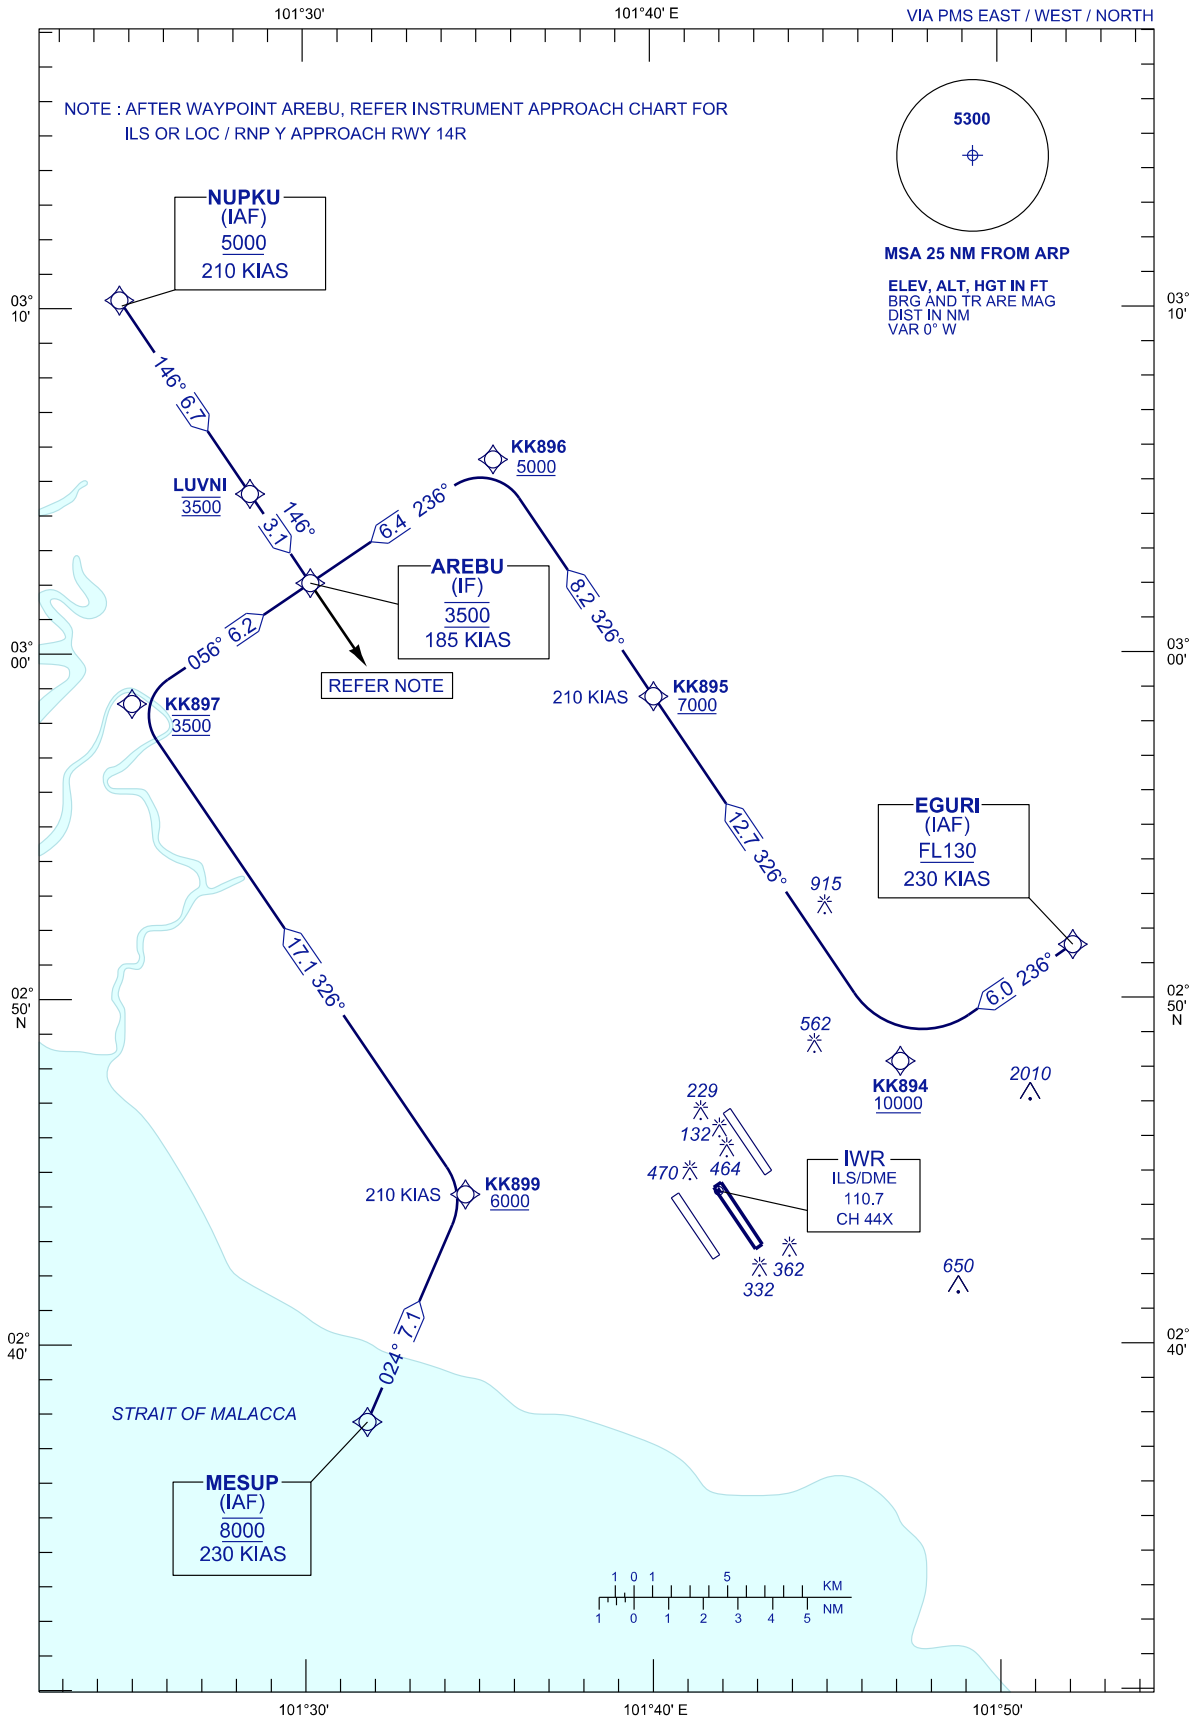 101°30'
101°40' E
VIA PMS EAST / WEST / NORTH
NOTE : AFTER WAYPOINT AREBU, REFER INSTRUMENT APPROACH CHART FOR
ILS OR LOC / RNP Y APPROACH RWY 14R
5300
MSA 25 NM FROM ARP
ELEV, ALT, HGT IN FT
BRG AND TR ARE MAG
DIST IN NM
VAR 0° W
NUPKU
(IAF)
5000
210 KIAS
03°
10'
03°
10'
146° 6.7
KK896
5000
LUVNI
3500
146°
3.1
6.4 236°
AREBU
(IF)
3500
185 KIAS
8.2 326°
056° 6.2
03°
00'
03°
00'
REFER NOTE
KK897
3500
210 KIAS
KK895
7000
EGURI
(IAF)
FL130
230 KIAS
12.7 326°
915
17.1 326°
6.0 236°
02°
50'
N
02°
50'
N
562
KK894
10000
2010
229
132
464
470
IWR
ILS/DME
110.7
CH 44X
210 KIAS
KK899
6000
362
332
650
024° 7.1
02°
40'
02°
40'
STRAIT OF MALACCA
MESUP
(IAF)
8000
230 KIAS
1 0 1 5 KM
1 0 1 2 3 4 5 NM
101°30'
101°40' E
101°50'